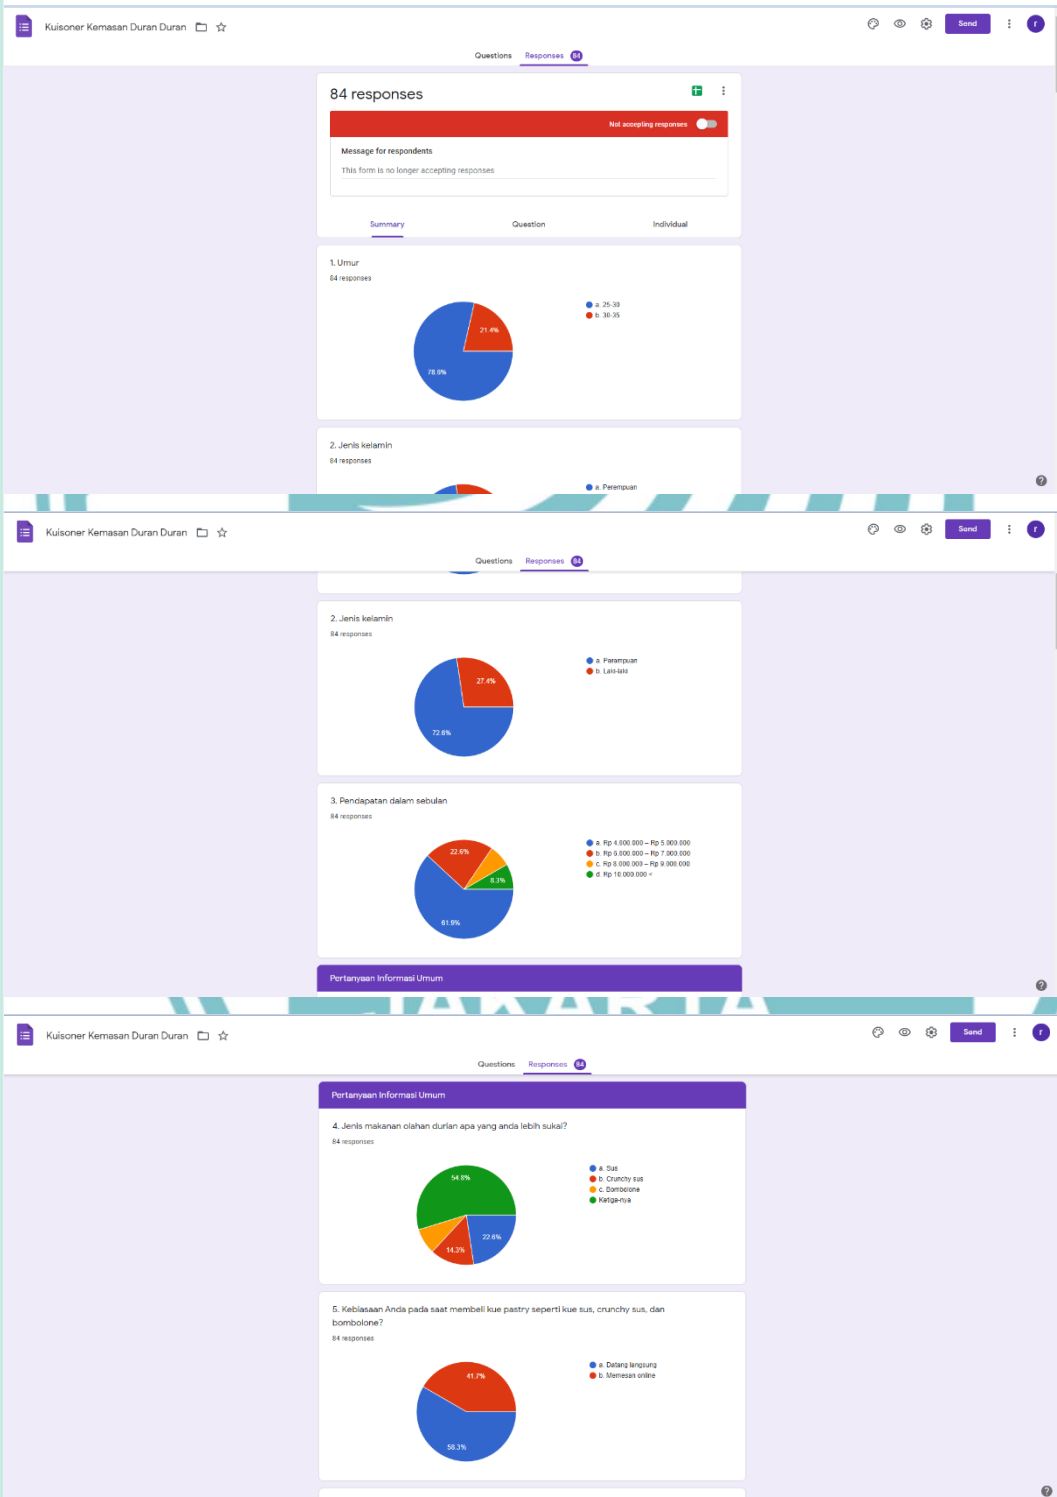 Kuisoner Kemasan Duran Duran
Send
r
Questions Responses 84
84 responses
Not accepting responses
Message for respondents
This form is no longer accepting responses
Summary Question Individual
1. Umur
84 responses
a. 25-30
b. 30-35
21.4%
78.6%
2. Jenis kelamin
84 responses
a. Perempuan
Kuisoner Kemasan Duran Duran
Send
r
Questions Responses 84
2. Jenis kelamin
84 responses
a. Perempuan
b. Laki-laki
27.4%
72.6%
3. Pendapatan dalam sebulan
84 responses
a. Rp 4.000.000 – Rp 5.000.000
b. Rp 6.000.000 – Rp 7.000.000
c. Rp 8.000.000 – Rp 9.000.000
d. Rp 10.000.000 <
22.6%
8.3%
61.9%
Pertanyaan Informasi Umum
JAKARTA
Kuisoner Kemasan Duran Duran
Send
r
Questions Responses 84
Pertanyaan Informasi Umum
4. Jenis makanan olahan durian apa yang anda lebih sukai?
84 responses
a. Sus
b. Crunchy sus
c. Bombolone
Ketiga-nya
54.8%
22.6%
14.3%
5. Kebiasaan Anda pada saat membeli kue pastry seperti kue sus, crunchy sus, dan
bombolone?
84 responses
a. Datang langsung
b. Memesan online
41.7%
58.3%